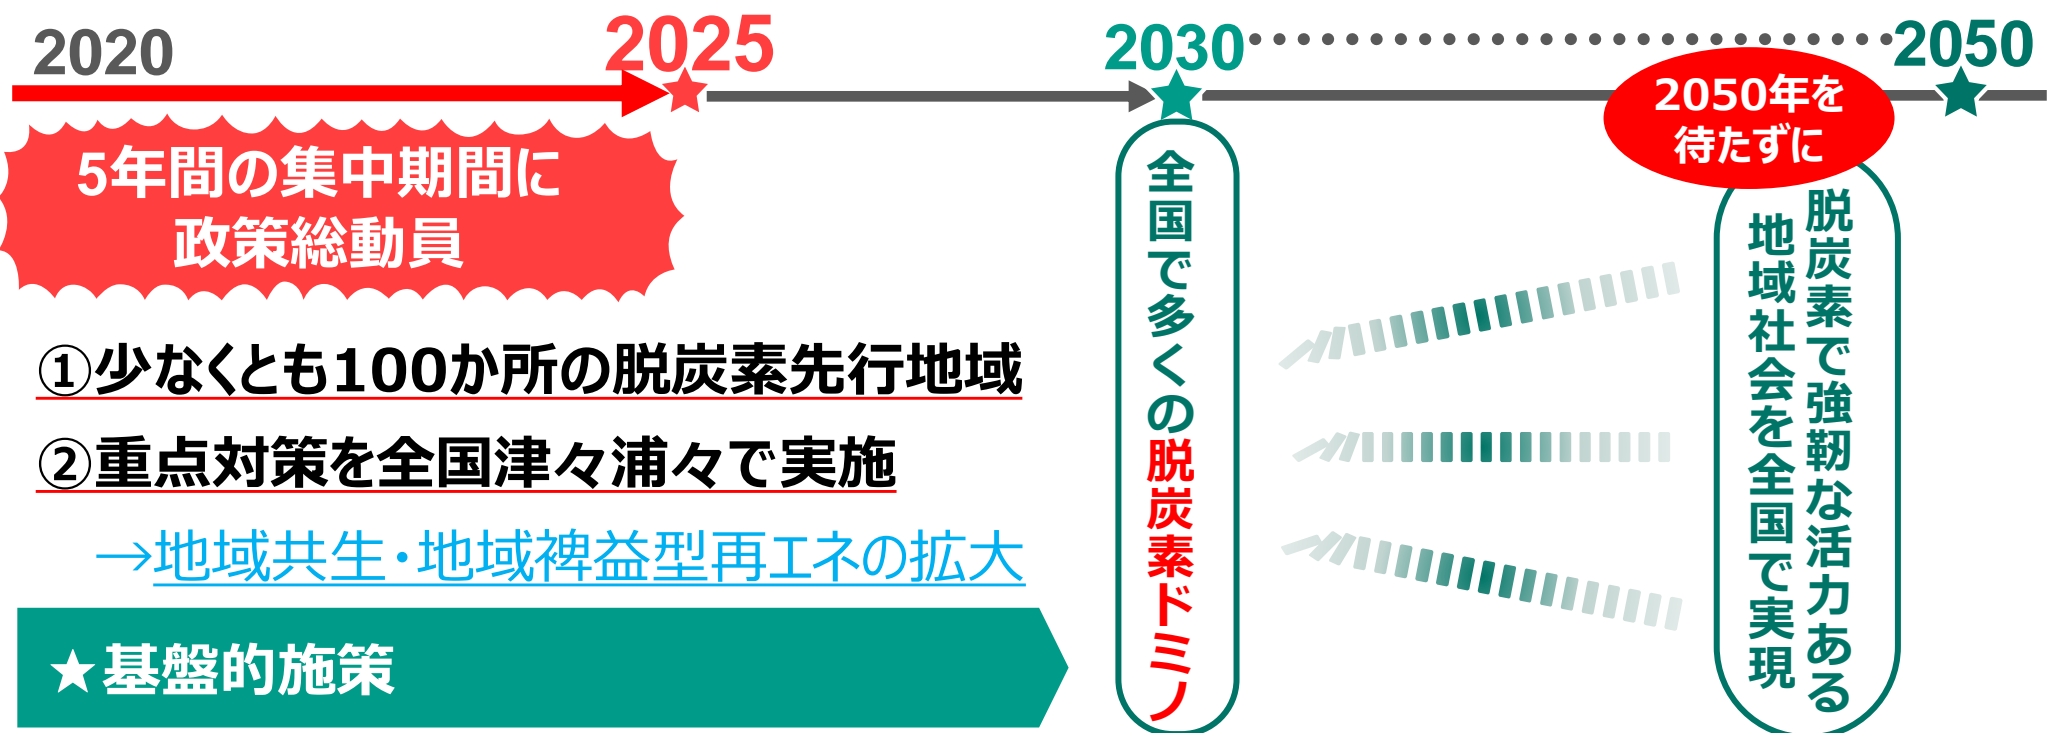 2020
2025
2030
2050
5年間の集中期間に
政策総動員
①少なくとも100か所の脱炭素先行地域
②重点対策を全国津々浦々で実施
→地域共生・地域裨益型再エネの拡大
★基盤的施策
全国で多くの脱炭素ドミノ
2050年を
待たずに
脱炭素で強靭な活力ある
地域社会を全国で実現